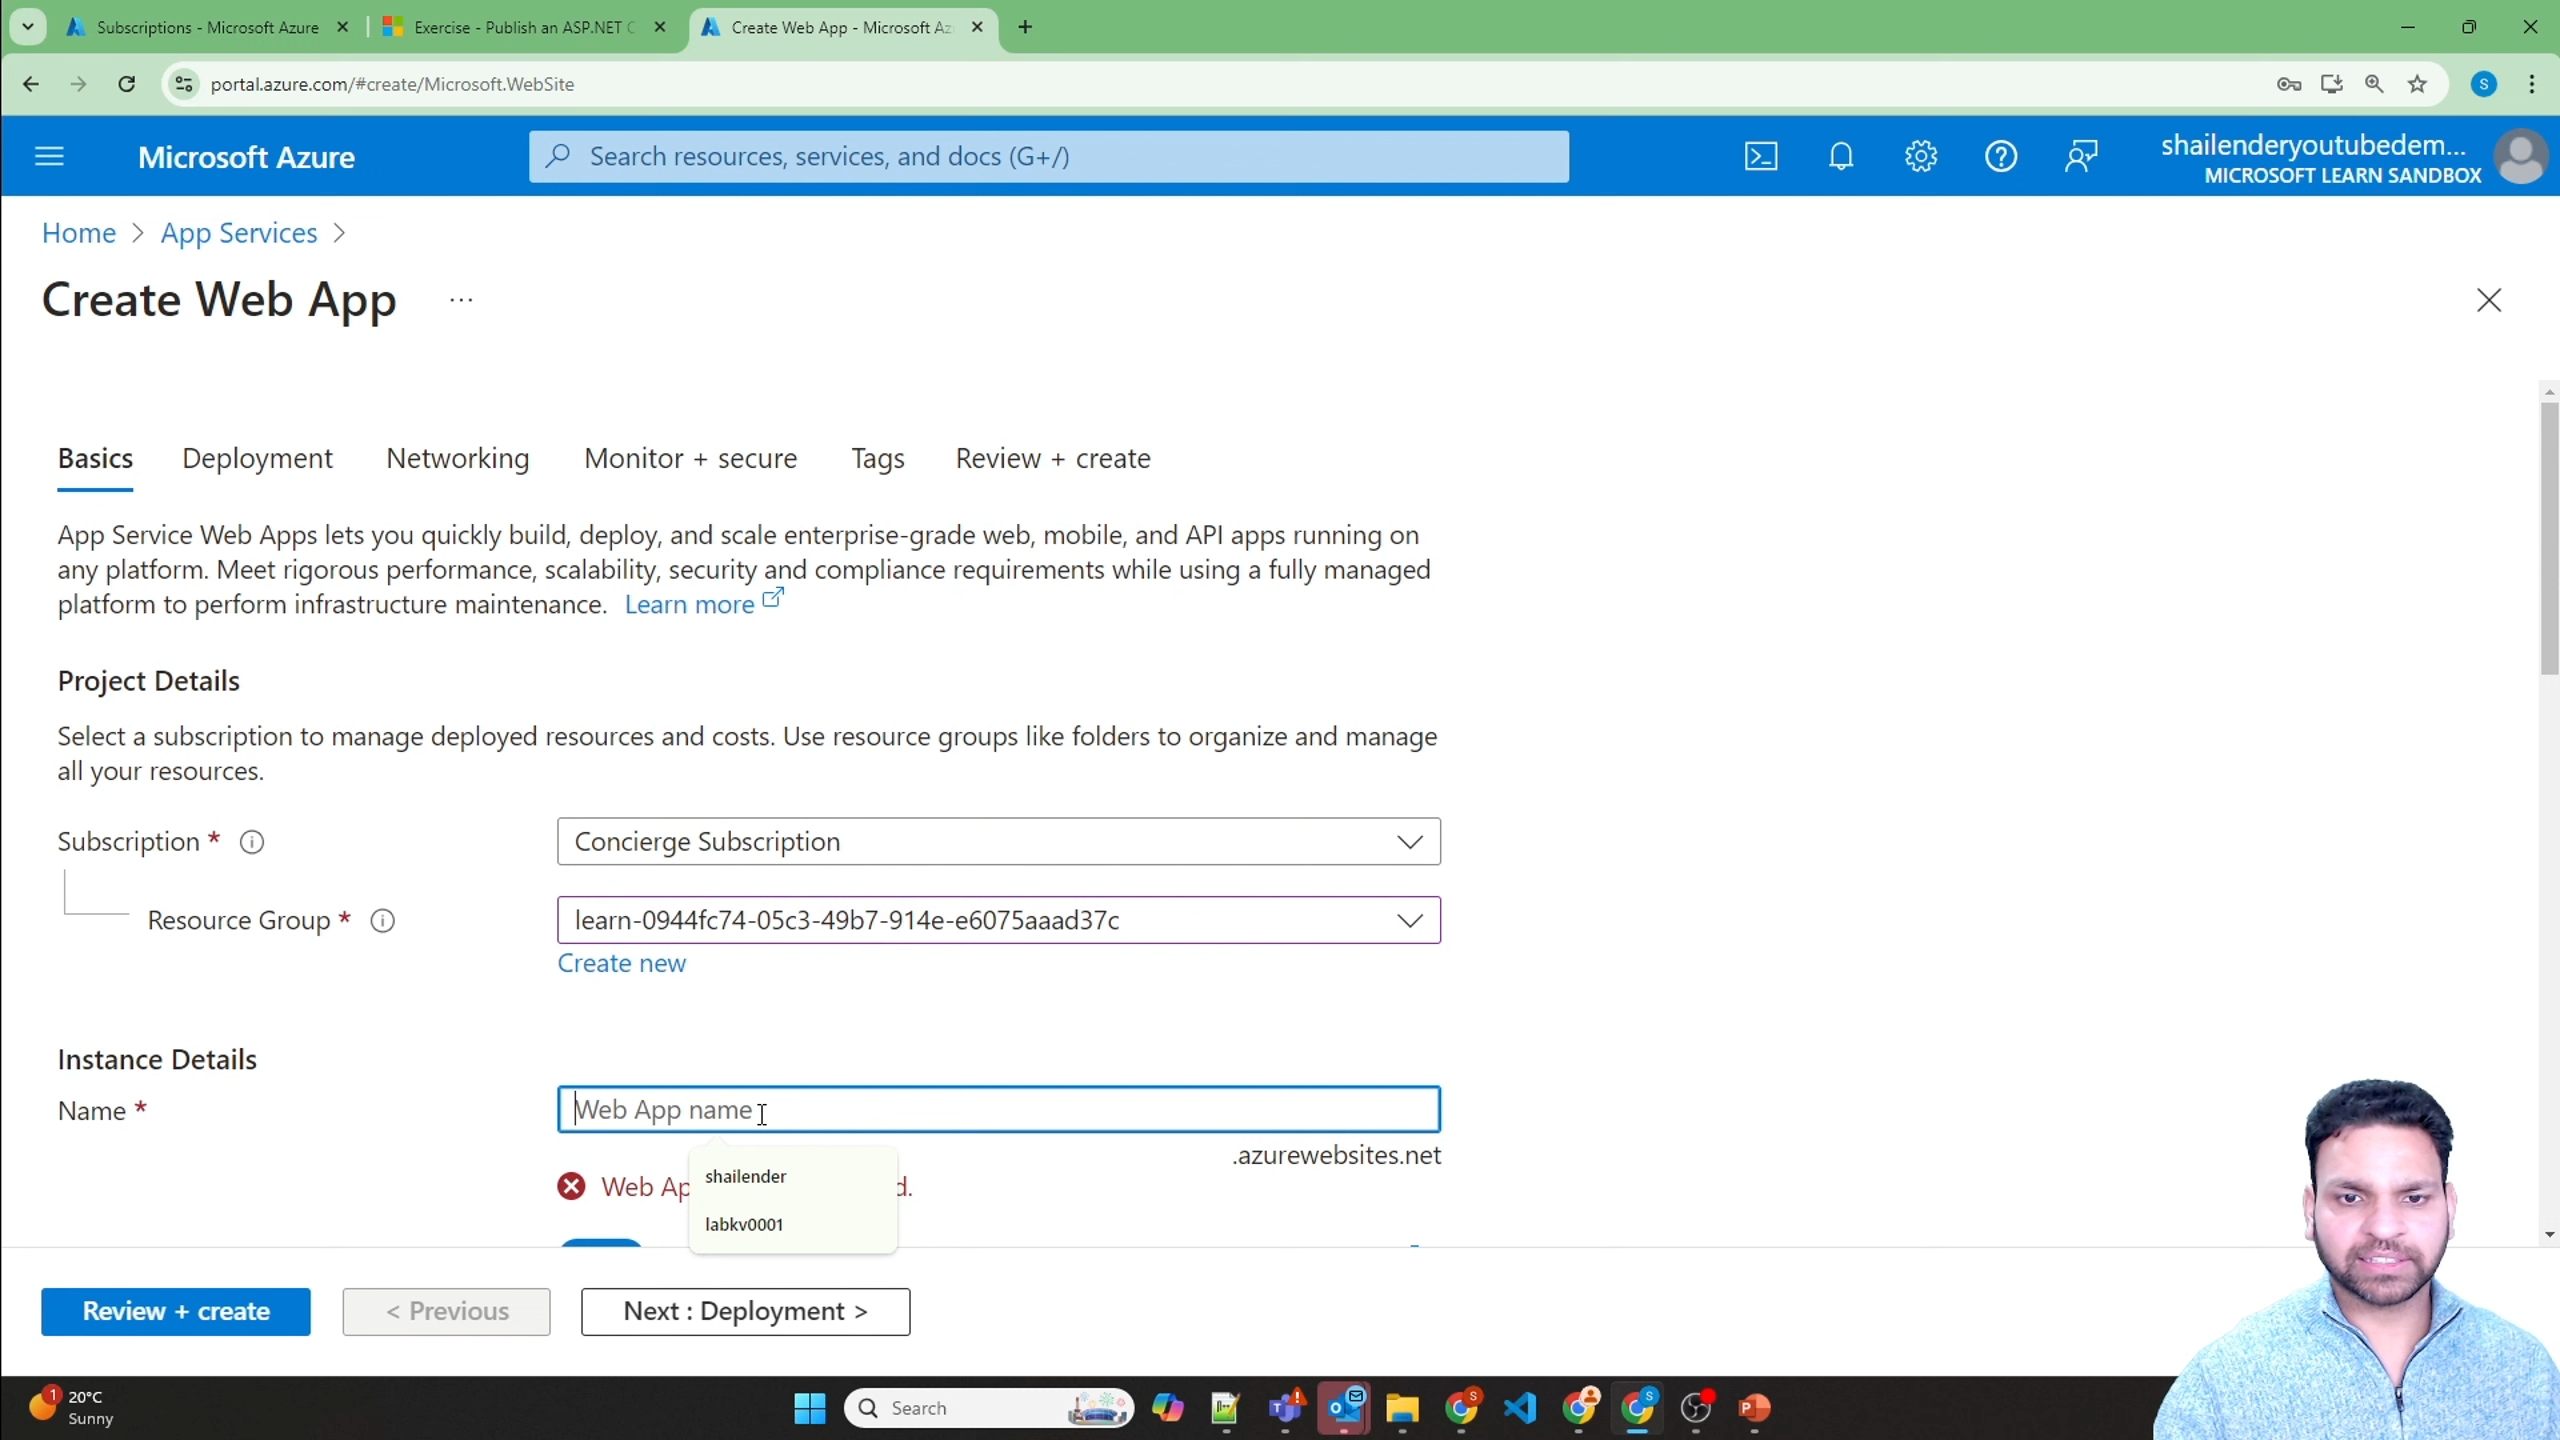 Subscriptions - Microsoft Azure
Exercise - Publish an ASP.NET C
Create Web App - Microsoft Az
portal.azure.com/#create/Microsoft.WebSite
S
Microsoft Azure
Search resources, services, and docs (G+/)
shailenderyoutubedem...
MICROSOFT LEARN SANDBOX
Home > App Services >
Create Web App ...
Basics Deployment Networking Monitor + secure Tags Review + create
App Service Web Apps lets you quickly build, deploy, and scale enterprise-grade web, mobile, and API apps running on
any platform. Meet rigorous performance, scalability, security and compliance requirements while using a fully managed
platform to perform infrastructure maintenance. Learn more
Project Details
Select a subscription to manage deployed resources and costs. Use resource groups like folders to organize and manage
all your resources.
Subscription *
Concierge Subscription
Resource Group *
learn-0944fc74-05c3-49b7-914e-e6075aaad37c
Create new
Instance Details
Name *
Web App name
.azurewebsites.net
Web Ap
d.
shailender
labkv0001
Review + create
< Previous
Next : Deployment >
1
20°C
Sunny
Search